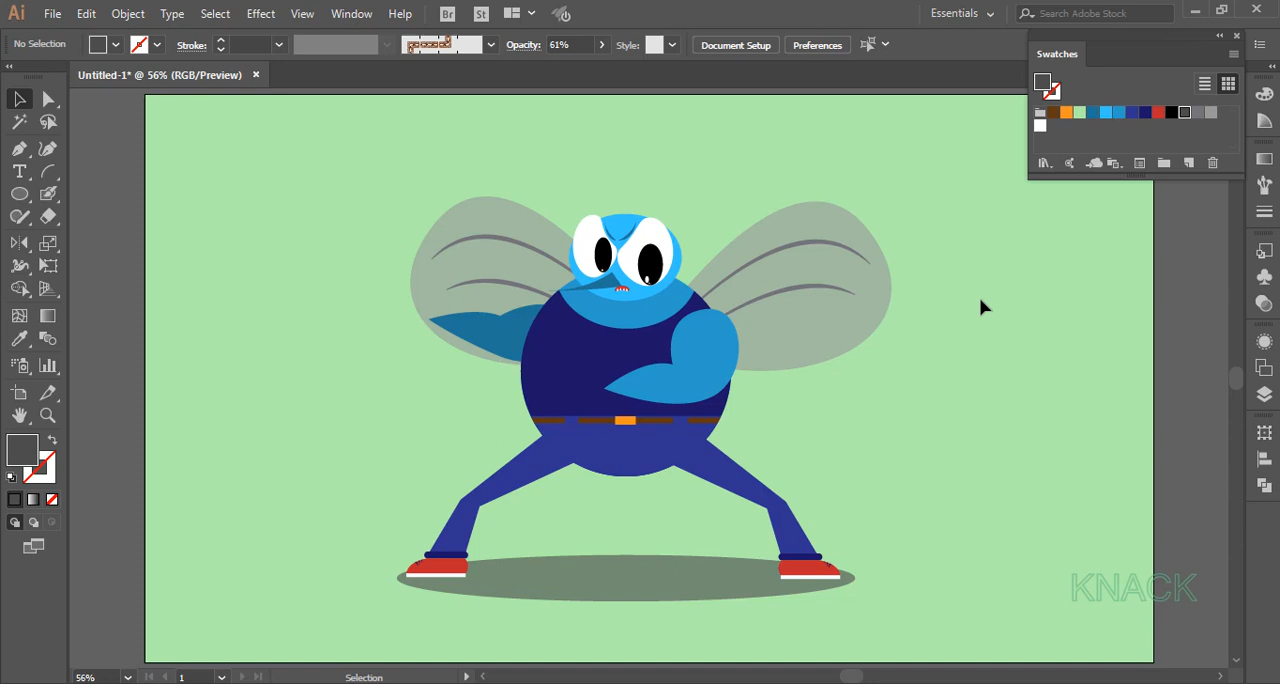 Ai File Edit Object Type Select Effect View Window Help Br St Essentials Search Adobe Stock
No Selection Stroke: Opacity: 61% Style: Document Setup Preferences
Untitled-1* @ 56% (RGB/Preview)
Swatches
KNACK
56% 1 Selection